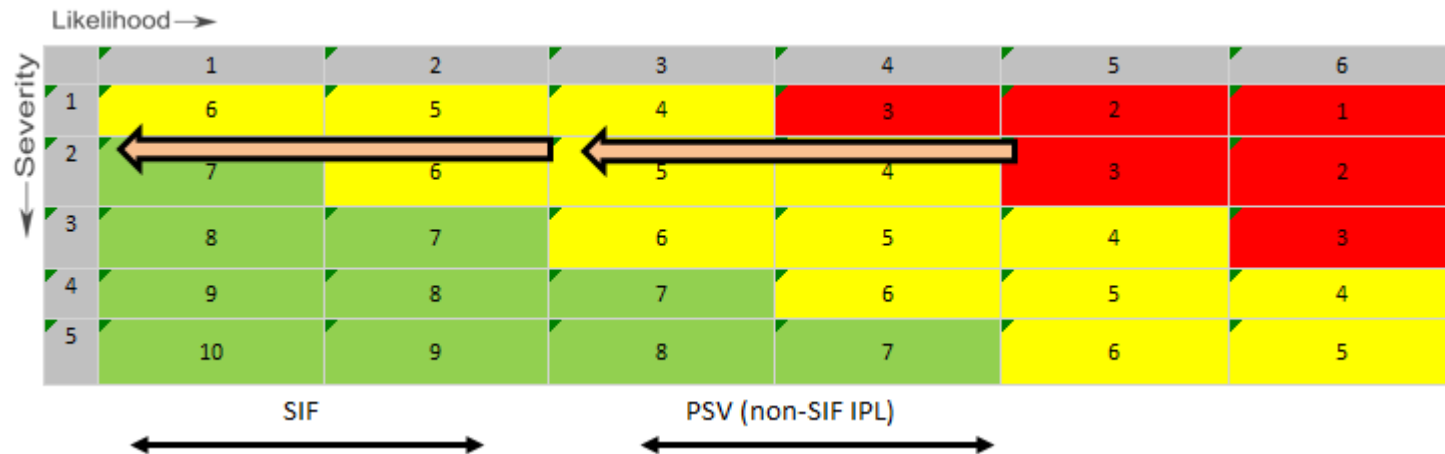 Likelihood
Severity
1 2 3 4 5 6
1 6 5 4 3 2 1
2 7 6 5 4 3 2
3 8 7 6 5 4 3
4 9 8 7 6 5 4
5 10 9 8 7 6 5
SIF PSV (non-SIF IPL)